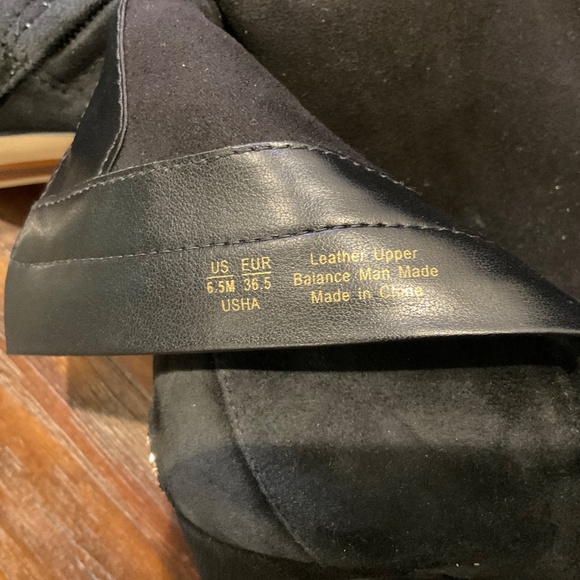 US EUR
6.5M 36.5
USHA
Leather Upper
Balance Man Made
Made in China